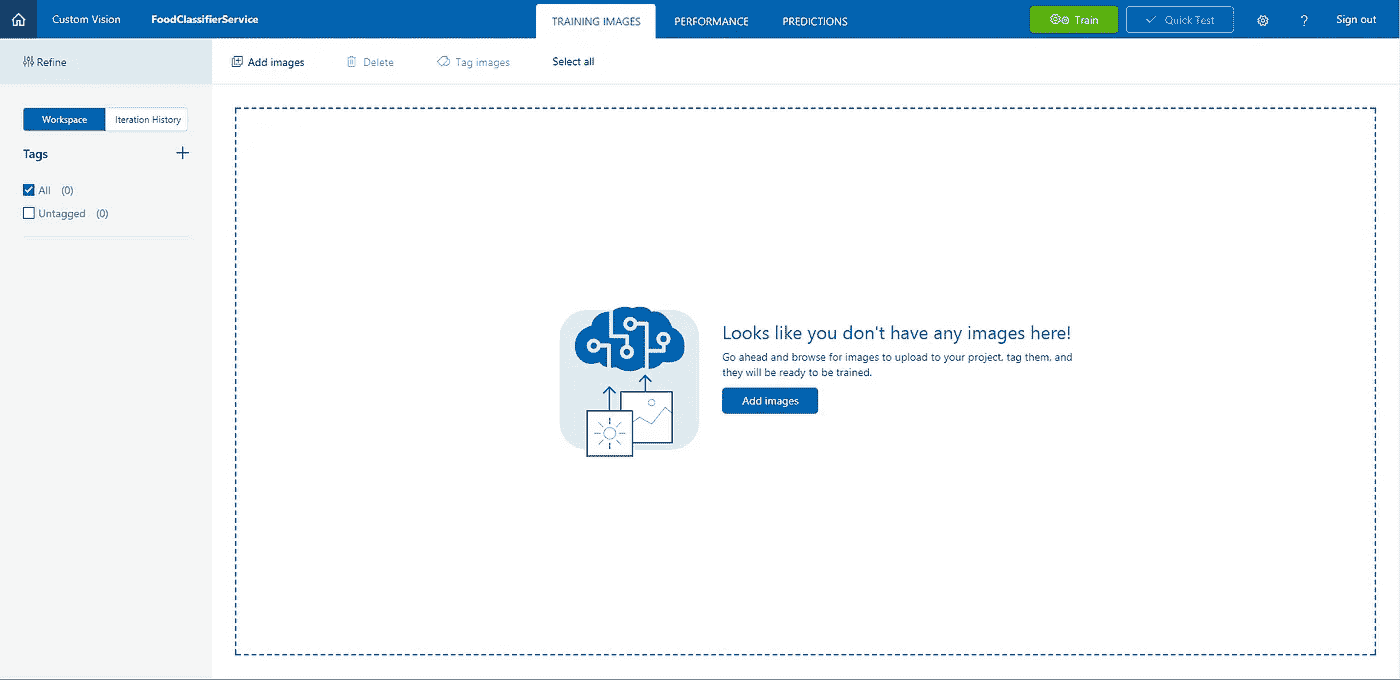 Custom Vision FoodClassifierService TRAINING IMAGES PERFORMANCE PREDICTIONS Train Quick Test ? Sign out
Refine
Add images Delete Tag images Select all
Workspace Iteration History
Tags
All (0)
Untagged (0)
Looks like you don't have any images here!
Go ahead and browse for images to upload to your project, tag them, and
they will be ready to be trained.
Add images